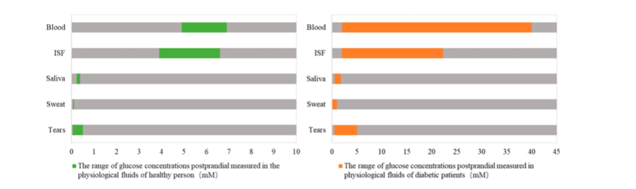 Blood
ISF
Saliva
Sweat
Tears
0 1 2 3 4 5 6 7 8 9 10
The range of glucose concentrations postprandial measured in the
physiological fluids of healthy person (mM)
Blood
ISF
Saliva
Sweat
Tears
0 5 10 15 20 25 30 35 40 45
The range of glucose concentrations postprandial measured in
physiological fluids of diabetic patients (mM)